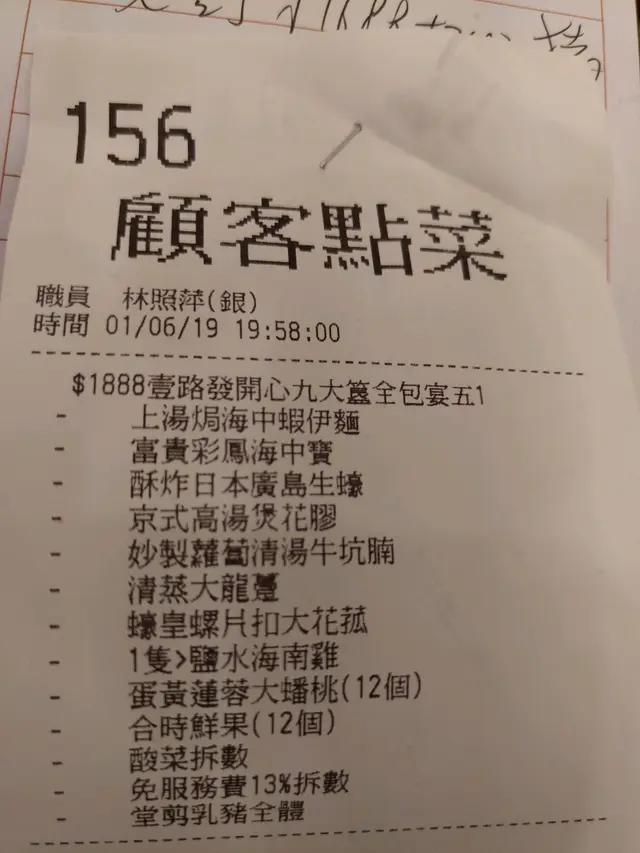 156
顧客點菜
職員 林照萍(銀)
時間 01/06/19 19:58:00
$1888壹路發開心九大簋全包宴五1
- 上湯焗海中蝦伊麵
- 富貴彩鳳海中寶
- 酥炸日本廣島生蠔
- 京式高湯煲花膠
- 妙製蘿蔔清湯牛坑腩
- 清蒸大龍躉
- 蠔皇螺片扣大花菰
- 1隻>鹽水海南雞
- 蛋黃蓮蓉大蟠桃(12個)
- 合時鮮果(12個)
- 酸菜拆數
- 免服務費13%拆數
- 堂剪乳豬全體